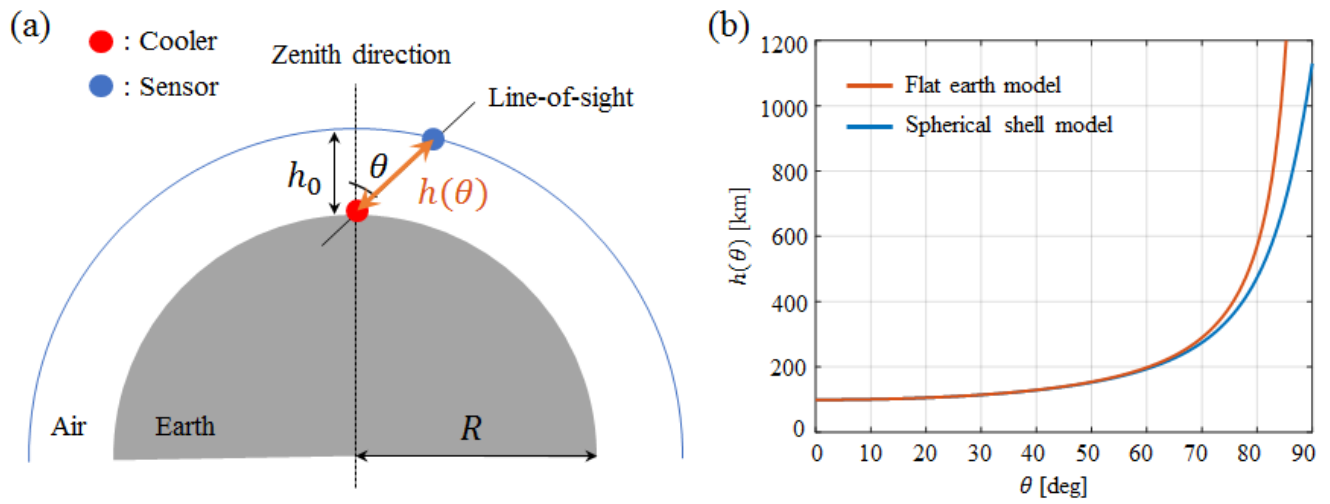 (a)
: Cooler
: Sensor
Zenith direction
Line-of-sight
h₀
θ
h(θ)
Air
Earth
R
(b)
1200
1000
800
600
400
200
0
h(θ) [km]
Flat earth model
Spherical shell model
0 10 20 30 40 50 60 70 80 90
θ [deg]